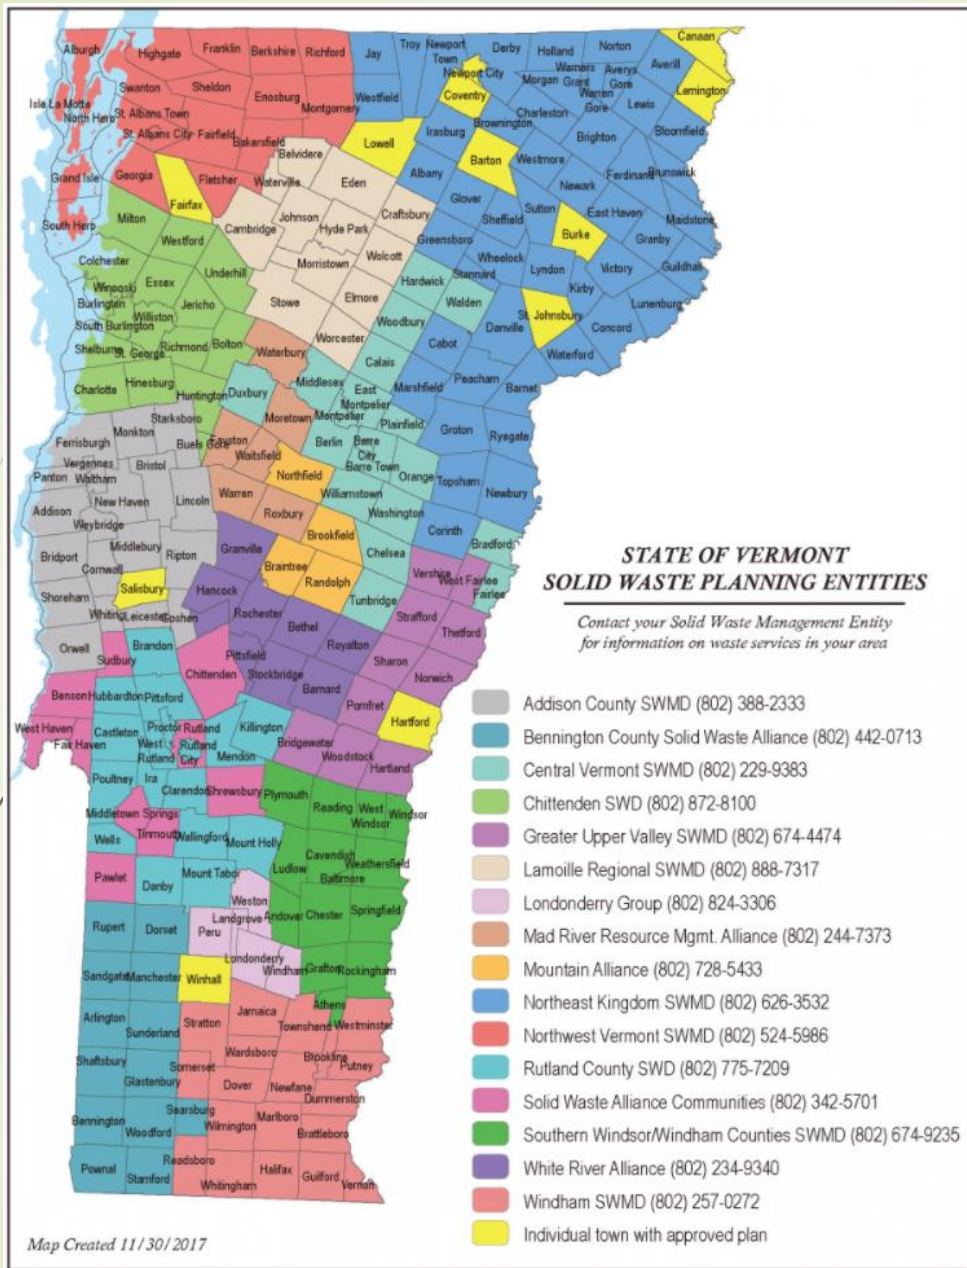 Alburgh
Highgate
Franklin
Berkshire
Richford
Jay
Troy
Newport Town
Derby
Holland
Norton
Canaan
Newport City
Morgan
Warners Grant
Averys Gore
Averill
Lemington
Isle La Motte
North Hero
Swanton
Sheldon
Enosburg
Montgomery
Westfield
Coventry
Charleston
Warren Gore
Lewis
St. Albans Town
St. Albans City
Fairfield
Bakersfield
Belvidere
Lowell
Irasburg
Brownington
Brighton
Bloomfield
Grand Isle
Georgia
Fairfax
Fletcher
Waterville
Eden
Albany
Barton
Westmore
Ferdinand
Brunswick
South Hero
Milton
Westford
Cambridge
Johnson
Hyde Park
Craftsbury
Glover
Sheffield
Sutton
Newark
East Haven
Maidstone
Colchester
Winooski
Essex
Underhill
Morristown
Wolcott
Greensboro
Wheelock
Burke
Granby
Guildhall
Burlington
Williston
Jericho
Stowe
Elmore
Hardwick
Stannard
Lyndon
Victory
Kirby
South Burlington
Walden
Woodbury
Danville
St. Johnsbury
Concord
Lunenburg
Shelburne
St. George
Richmond
Bolton
Waterbury
Worcester
Calais
Cabot
Waterford
Charlotte
Hinesburg
Huntington
Duxbury
Middlesex
East Montpelier
Marshfield
Peacham
Barnet
Ferrisburgh
Monkton
Starksboro
Buels Gore
Fayston
Moretown
Montpelier
Plainfield
Groton
Ryegate
Vergennes
Panton
Waltham
Bristol
Waitsfield
Northfield
Berlin
Barre City
Barre Town
Orange
Topsham
Newbury
Addison
New Haven
Weybridge
Lincoln
Warren
Roxbury
Williamstown
Washington
Corinth
Bradford
Bridport
Cornwall
Middlebury
Ripton
Granville
Braintree
Brookfield
Randolph
Chelsea
Vershire
West Fairlee
Fairlee
Shoreham
Salisbury
Whiting
Leicester
Goshen
Hancock
Rochester
Bethel
Tunbridge
Strafford
Thetford
Orwell
Sudbury
Brandon
Chittenden
Pittsfield
Stockbridge
Royalton
Sharon
Norwich
Benson
Hubbardton
Pittsford
Barnard
Pomfret
Hartford
West Haven
Fair Haven
Castleton
Proctor
Rutland
West Rutland
Rutland City
Mendon
Killington
Bridgewater
Woodstock
Hartland
Poultney
Ira
Clarendon
Shrewsbury
Plymouth
Reading
West Windsor
Windsor
Middletown Springs
Tinmouth
Wallingford
Mount Holly
Wells
Ludlow
Cavendish
Weathersfield
Baltimore
Pawlet
Danby
Mount Tabor
Weston
Landgrove
Andover
Chester
Springfield
Rupert
Dorset
Peru
Londonderry
Windham
Grafton
Rockingham
Sandgate
Manchester
Winhall
Athens
Arlington
Sunderland
Stratton
Jamaica
Townshend
Westminster
Shaftsbury
Glastenbury
Somerset
Wardsboro
Brookline
Putney
Dover
Newfane
Dummerston
Bennington
Woodford
Searsburg
Wilmington
Marlboro
Brattleboro
Pownal
Stamford
Readsboro
Whitingham
Halifax
Guilford
Vernon
STATE OF VERMONT
SOLID WASTE PLANNING ENTITIES
Contact your Solid Waste Management Entity
for information on waste services in your area
Addison County SWMD (802) 388-2333
Bennington County Solid Waste Alliance (802) 442-0713
Central Vermont SWMD (802) 229-9383
Chittenden SWD (802) 872-8100
Greater Upper Valley SWMD (802) 674-4474
Lamoille Regional SWMD (802) 888-7317
Londonderry Group (802) 824-3306
Mad River Resource Mgmt. Alliance (802) 244-7373
Mountain Alliance (802) 728-5433
Northeast Kingdom SWMD (802) 626-3532
Northwest Vermont SWMD (802) 524-5986
Rutland County SWD (802) 775-7209
Solid Waste Alliance Communities (802) 342-5701
Southern Windsor/Windham Counties SWMD (802) 674-9235
White River Alliance (802) 234-9340
Windham SWMD (802) 257-0272
Individual town with approved plan
Map Created 11/30/2017